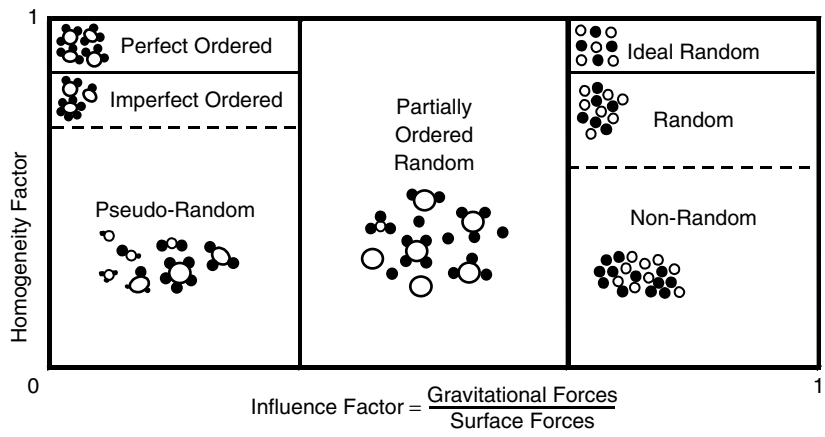 1
Perfect Ordered
Imperfect Ordered
Pseudo-Random
Partially
Ordered
Random
Ideal Random
Random
Non-Random
Homogeneity Factor
0
1
Influence Factor = Gravitational Forces
Surface Forces